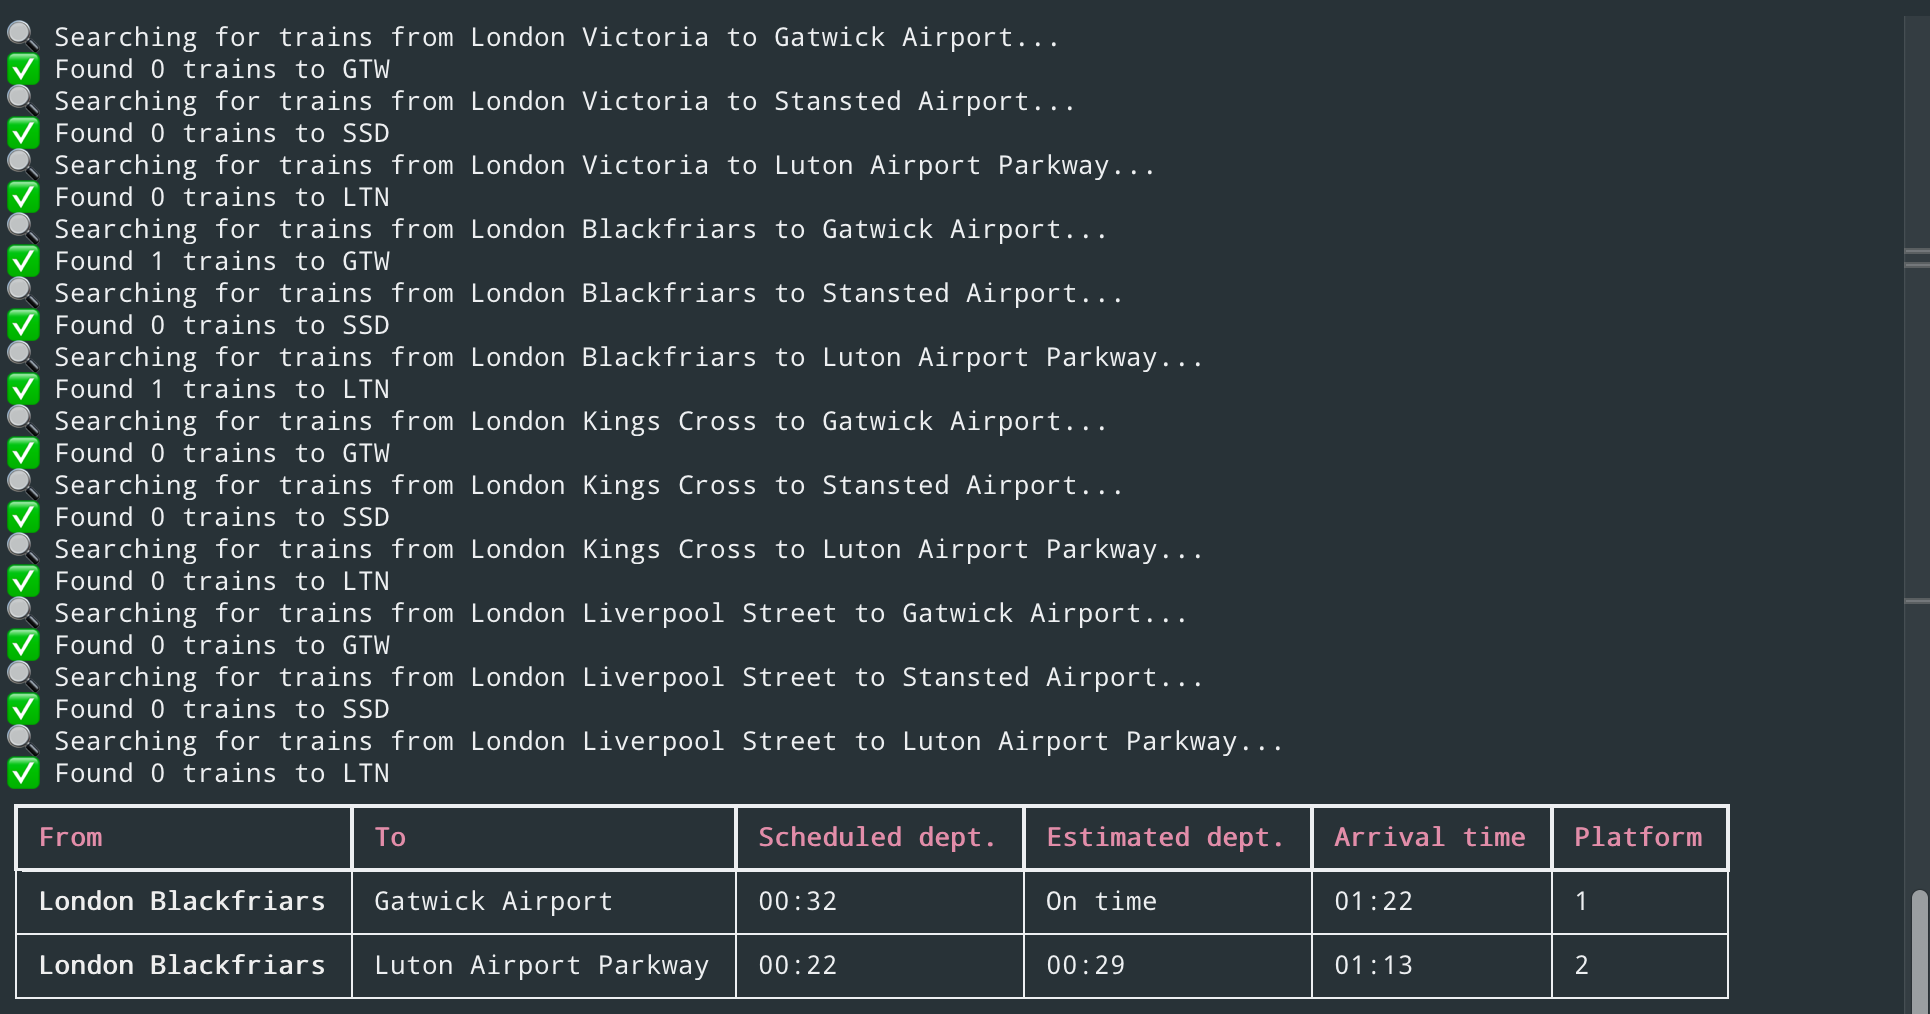 🔍 Searching for trains from London Victoria to Gatwick Airport...
✅ Found 0 trains to GTW
🔍 Searching for trains from London Victoria to Stansted Airport...
✅ Found 0 trains to SSD
🔍 Searching for trains from London Victoria to Luton Airport Parkway...
✅ Found 0 trains to LTN
🔍 Searching for trains from London Blackfriars to Gatwick Airport...
✅ Found 1 trains to GTW
🔍 Searching for trains from London Blackfriars to Stansted Airport...
✅ Found 0 trains to SSD
🔍 Searching for trains from London Blackfriars to Luton Airport Parkway...
✅ Found 1 trains to LTN
🔍 Searching for trains from London Kings Cross to Gatwick Airport...
✅ Found 0 trains to GTW
🔍 Searching for trains from London Kings Cross to Stansted Airport...
✅ Found 0 trains to SSD
🔍 Searching for trains from London Kings Cross to Luton Airport Parkway...
✅ Found 0 trains to LTN
🔍 Searching for trains from London Liverpool Street to Gatwick Airport...
✅ Found 0 trains to GTW
🔍 Searching for trains from London Liverpool Street to Stansted Airport...
✅ Found 0 trains to SSD
🔍 Searching for trains from London Liverpool Street to Luton Airport Parkway...
✅ Found 0 trains to LTN
From To Scheduled dept. Estimated dept. Arrival time Platform
London Blackfriars Gatwick Airport 00:32 On time 01:22 1
London Blackfriars Luton Airport Parkway 00:22 00:29 01:13 2